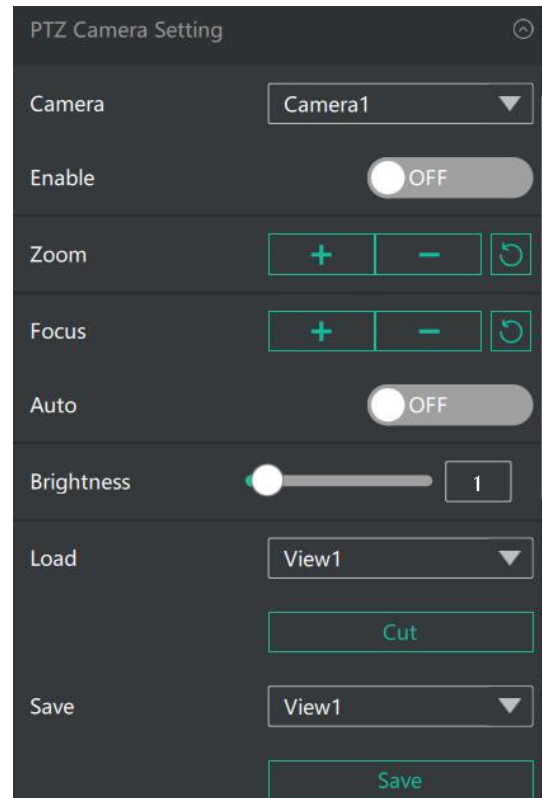 PTZ Camera Setting
Camera Camera1
Enable OFF
Zoom + −
Focus + −
Auto OFF
Brightness 1
Load View1
Cut
Save View1
Save